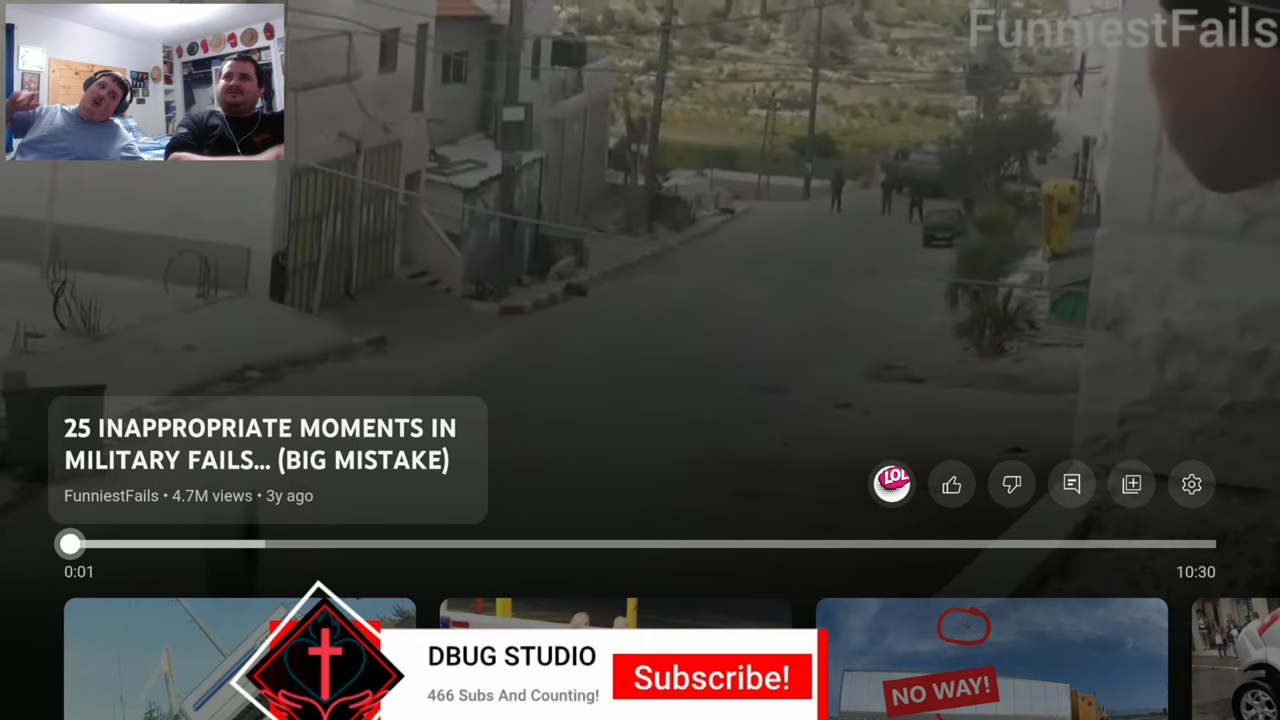 FunniestFails
25 INAPPROPRIATE MOMENTS IN
MILITARY FAILS... (BIG MISTAKE)
FunniestFails • 4.7M views • 3y ago
LOL
0:01
10:30
DBUG STUDIO
466 Subs And Counting!
Subscribe!
NO WAY!